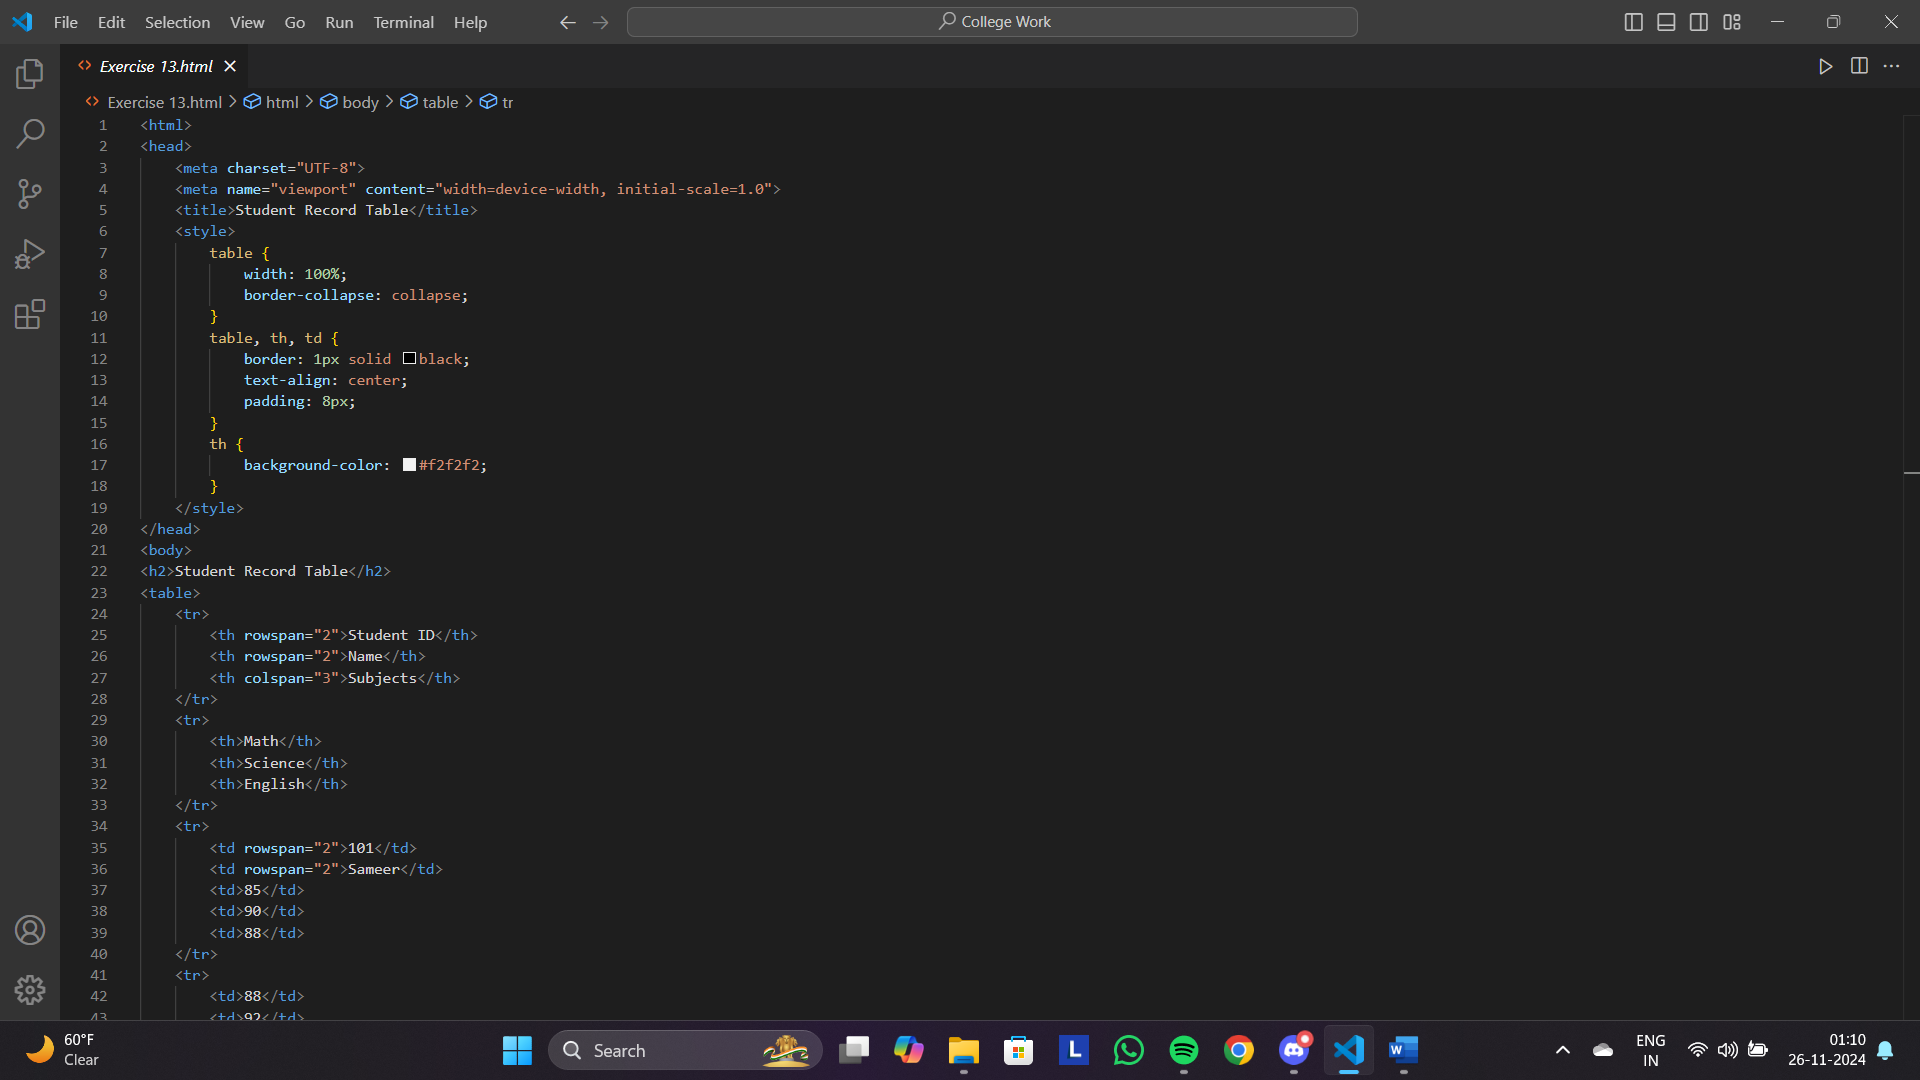 File Edit Selection View Go Run Terminal Help College Work
Exercise 13.html
Exercise 13.html > html > body > table > tr
1 <html>
2 <head>
3 <meta charset="UTF-8">
4 <meta name="viewport" content="width=device-width, initial-scale=1.0">
5 <title>Student Record Table</title>
6 <style>
7 table {
8 width: 100%;
9 border-collapse: collapse;
10 }
11 table, th, td {
12 border: 1px solid black;
13 text-align: center;
14 padding: 8px;
15 }
16 th {
17 background-color: #f2f2f2;
18 }
19 </style>
20 </head>
21 <body>
22 <h2>Student Record Table</h2>
23 <table>
24 <tr>
25 <th rowspan="2">Student ID</th>
26 <th rowspan="2">Name</th>
27 <th colspan="3">Subjects</th>
28 </tr>
29 <tr>
30 <th>Math</th>
31 <th>Science</th>
32 <th>English</th>
33 </tr>
34 <tr>
35 <td rowspan="2">101</td>
36 <td rowspan="2">Sameer</td>
37 <td>85</td>
38 <td>90</td>
39 <td>88</td>
40 </tr>
41 <tr>
42 <td>88</td>
43 <td>92</td>
60°F
Clear
Search
L
W
ENG
IN
01:10
26-11-2024